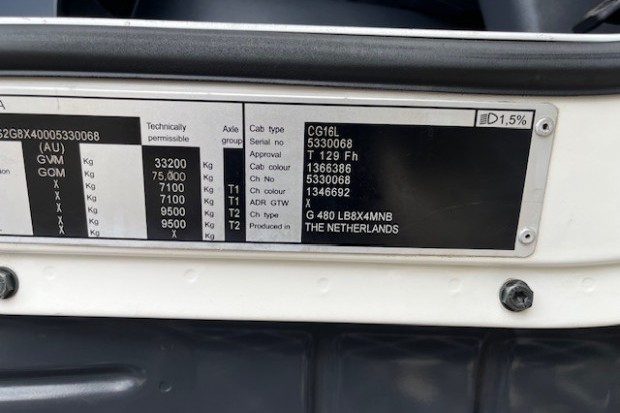 A
1,5%
S2G8X40005330068
Technically permissible
Axle group
(AU)
GVM Kg 33200 Kg
GCM Kg 75,000 Kg
X Kg 7100 Kg T1
X Kg 7100 Kg T1
X Kg 9500 Kg T2
X Kg 9500 Kg T2
X Kg X Kg
Cab type CG16L
Serial no 5330068
Approval T 129 Fh
Cab colour 1366386
Ch No 5330068
Ch colour 1346692
ADR GTW X
Ch type G 480 LB8X4MNB
Produced in THE NETHERLANDS